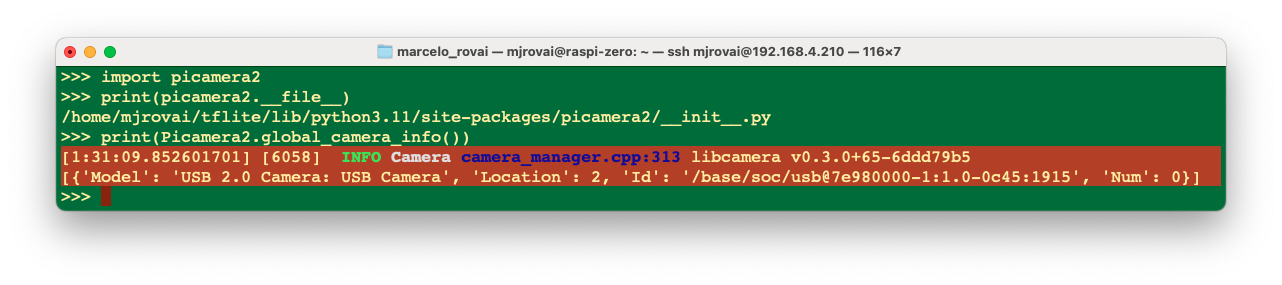 marcelo_rovai — mjrovai@raspi-zero: ~ — ssh mjrovai@192.168.4.210 — 116×7
>>> import picamera2
>>> print(picamera2.__file__)
/home/mjrovai/tflite/lib/python3.11/site-packages/picamera2/__init__.py
>>> print(Picamera2.global_camera_info())
[1:31:09.852601701] [6058]  INFO Camera camera_manager.cpp:313 libcamera v0.3.0+65-6ddd79b5
[{'Model': 'USB 2.0 Camera: USB Camera', 'Location': 2, 'Id': '/base/soc/usb@7e980000-1:1.0-0c45:1915', 'Num': 0}]
>>>